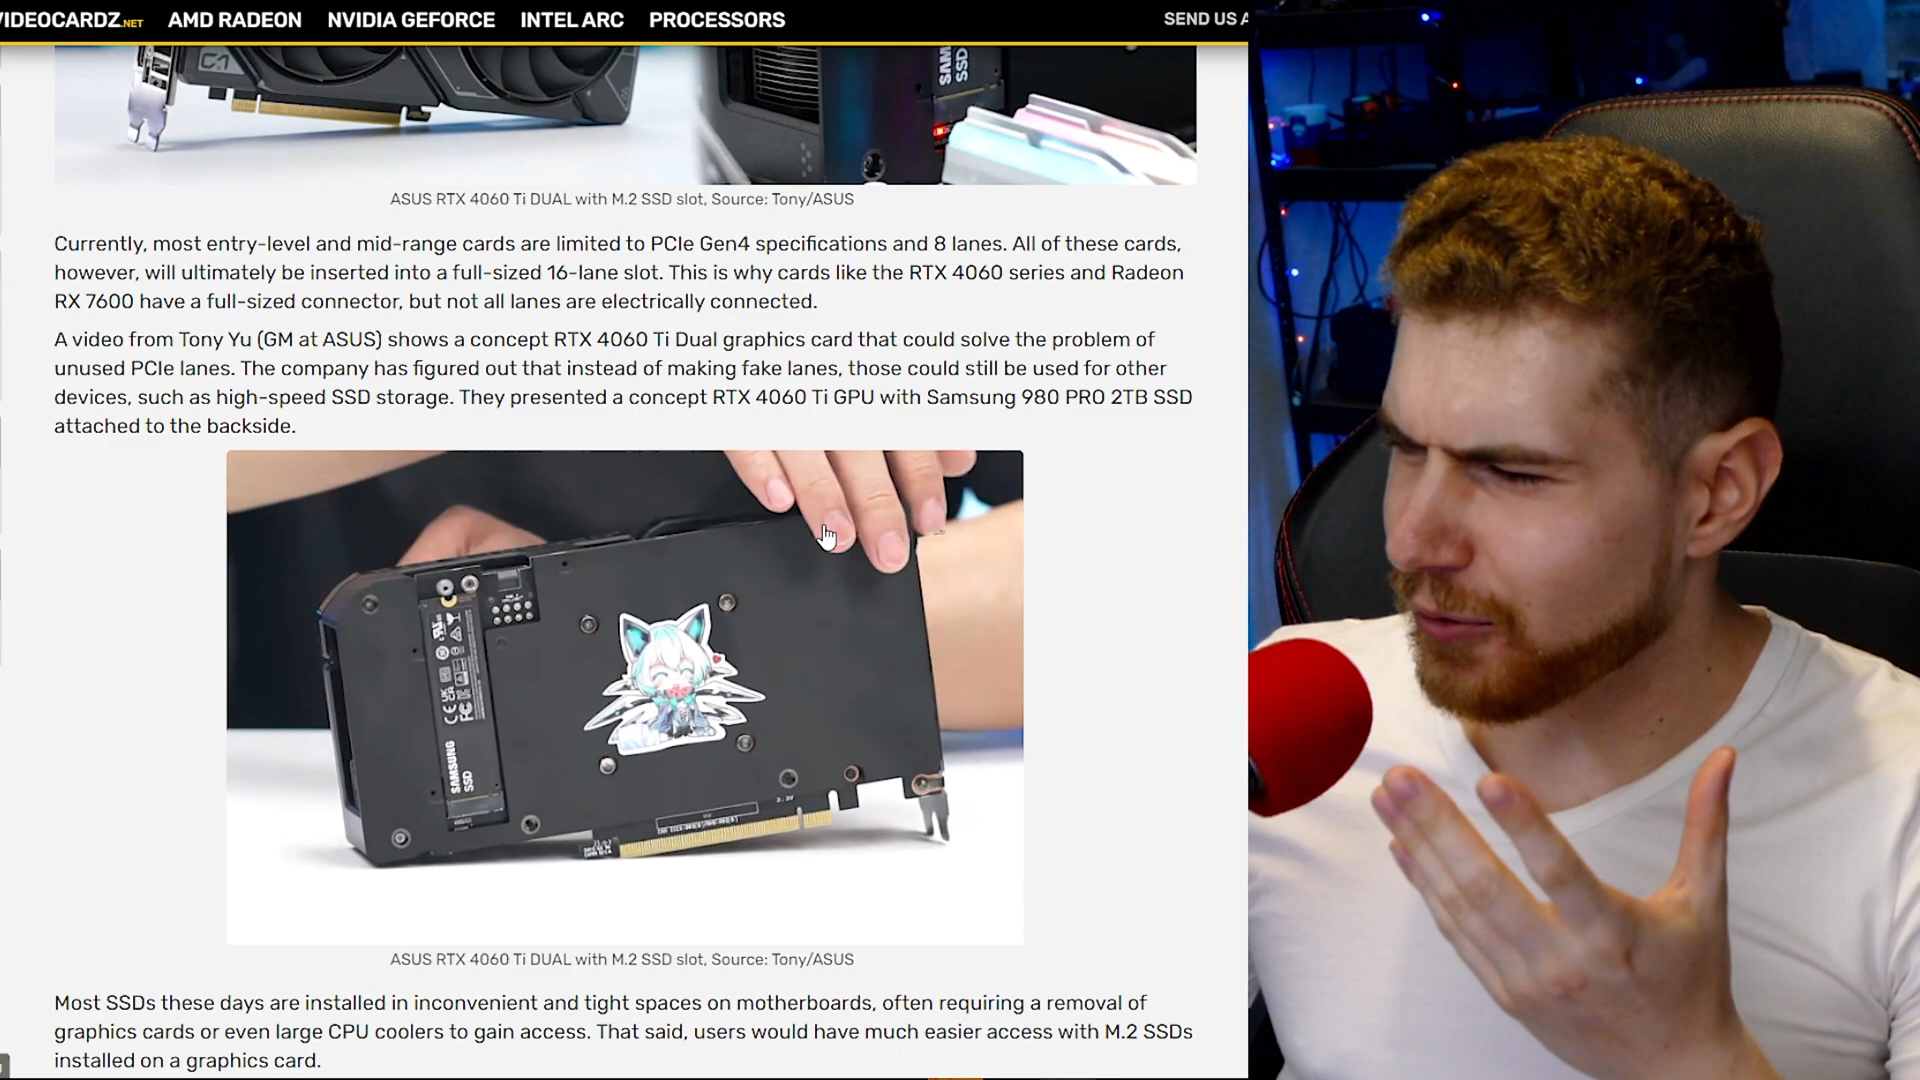 VIDEOCARDZ.NET AMD RADEON NVIDIA GEFORCE INTEL ARC PROCESSORS SEND US A
SSD
ASUS RTX 4060 Ti DUAL with M.2 SSD slot, Source: Tony/ASUS
Currently, most entry-level and mid-range cards are limited to PCIe Gen4 specifications and 8 lanes. All of these cards,
however, will ultimately be inserted into a full-sized 16-lane slot. This is why cards like the RTX 4060 series and Radeon
RX 7600 have a full-sized connector, but not all lanes are electrically connected.
A video from Tony Yu (GM at ASUS) shows a concept RTX 4060 Ti Dual graphics card that could solve the problem of
unused PCIe lanes. The company has figured out that instead of making fake lanes, those could still be used for other
devices, such as high-speed SSD storage. They presented a concept RTX 4060 Ti GPU with Samsung 980 PRO 2TB SSD
attached to the backside.
SAMSUNG
SSD
ASUS RTX 4060 Ti DUAL with M.2 SSD slot, Source: Tony/ASUS
Most SSDs these days are installed in inconvenient and tight spaces on motherboards, often requiring a removal of
graphics cards or even large CPU coolers to gain access. That said, users would have much easier access with M.2 SSDs
installed on a graphics card.